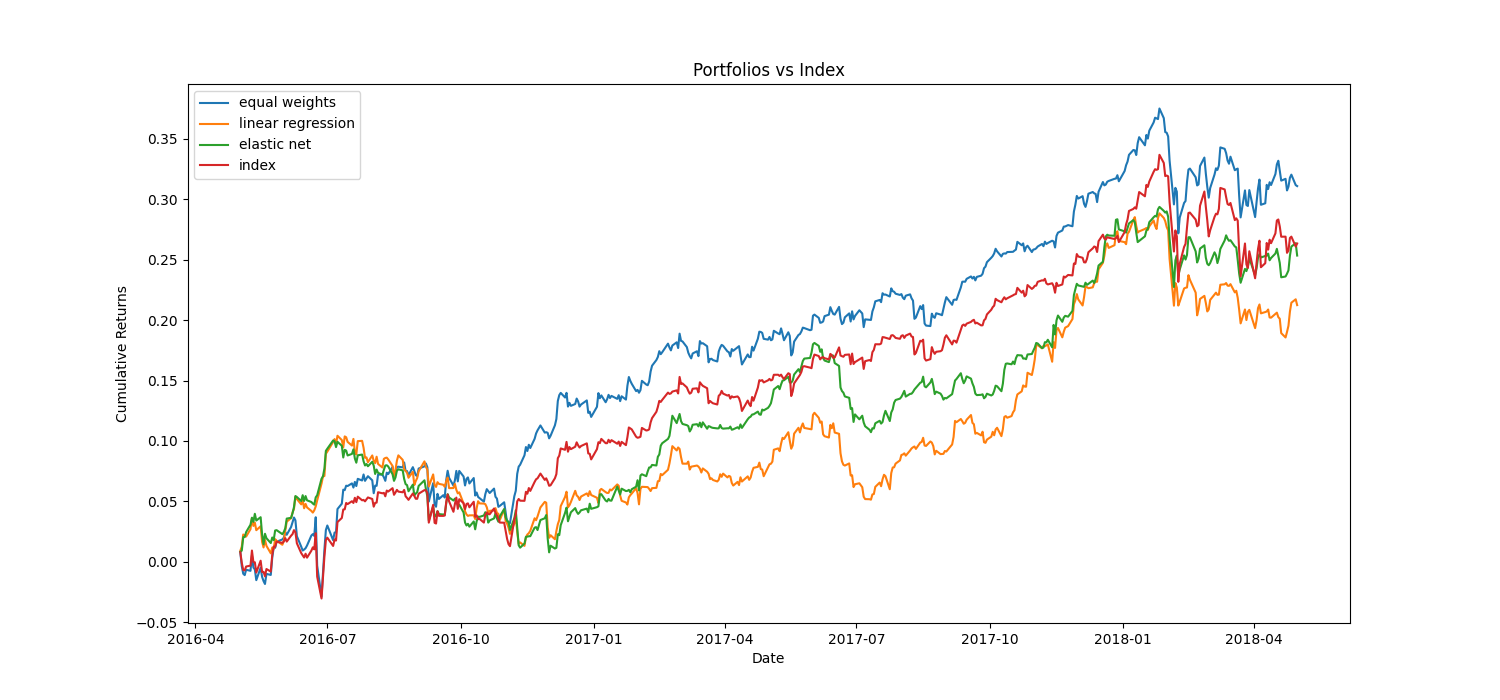 Portfolios vs Index
equal weights
linear regression
elastic net
index
0.35
0.30
0.25
0.20
0.15
0.10
0.05
0.00
−0.05
Cumulative Returns
2016-04 2016-07 2016-10 2017-01 2017-04 2017-07 2017-10 2018-01 2018-04
Date